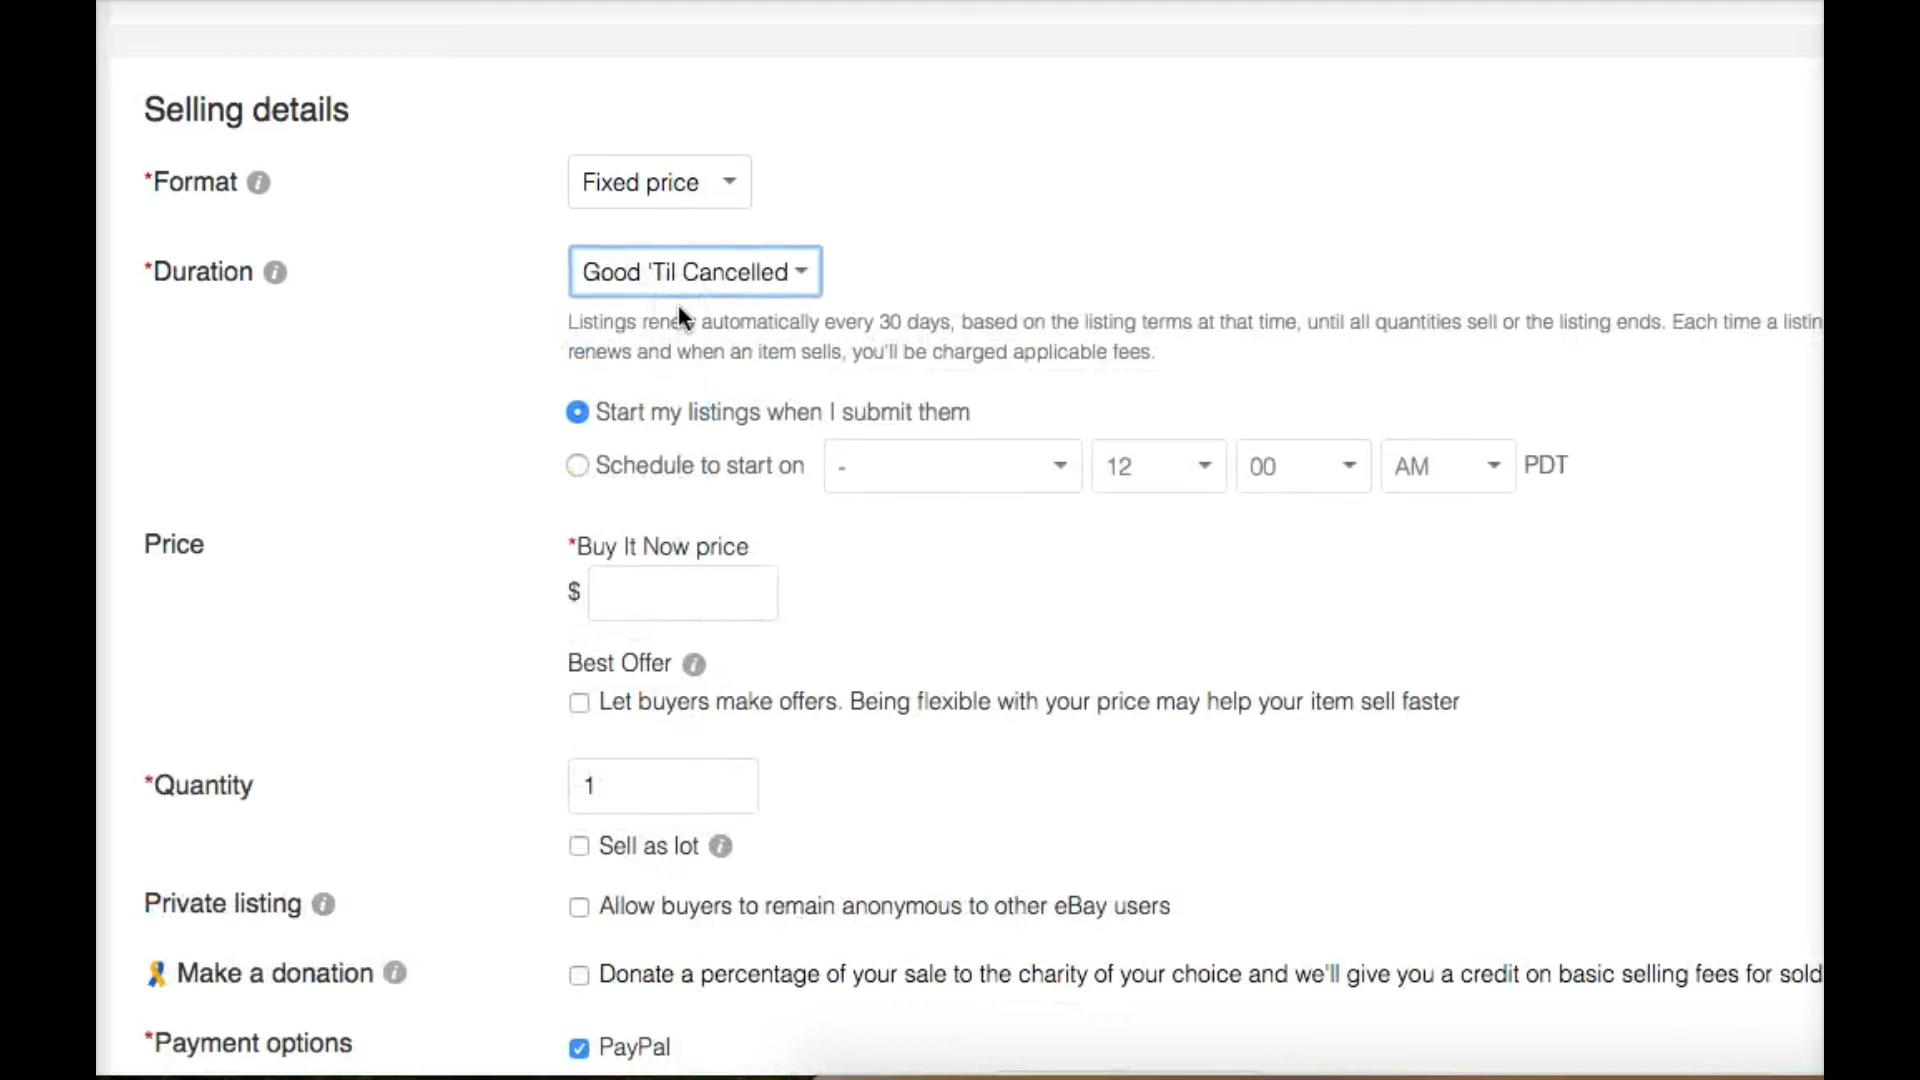 Selling details
*Format
Fixed price
*Duration
Good 'Til Cancelled
Listings renew automatically every 30 days, based on the listing terms at that time, until all quantities sell or the listing ends. Each time a listin
renews and when an item sells, you'll be charged applicable fees.
Start my listings when I submit them
Schedule to start on - 12 00 AM PDT
Price
*Buy It Now price
$
Best Offer
Let buyers make offers. Being flexible with your price may help your item sell faster
*Quantity
1
Sell as lot
Private listing
Allow buyers to remain anonymous to other eBay users
Make a donation
Donate a percentage of your sale to the charity of your choice and we'll give you a credit on basic selling fees for sold
*Payment options
PayPal